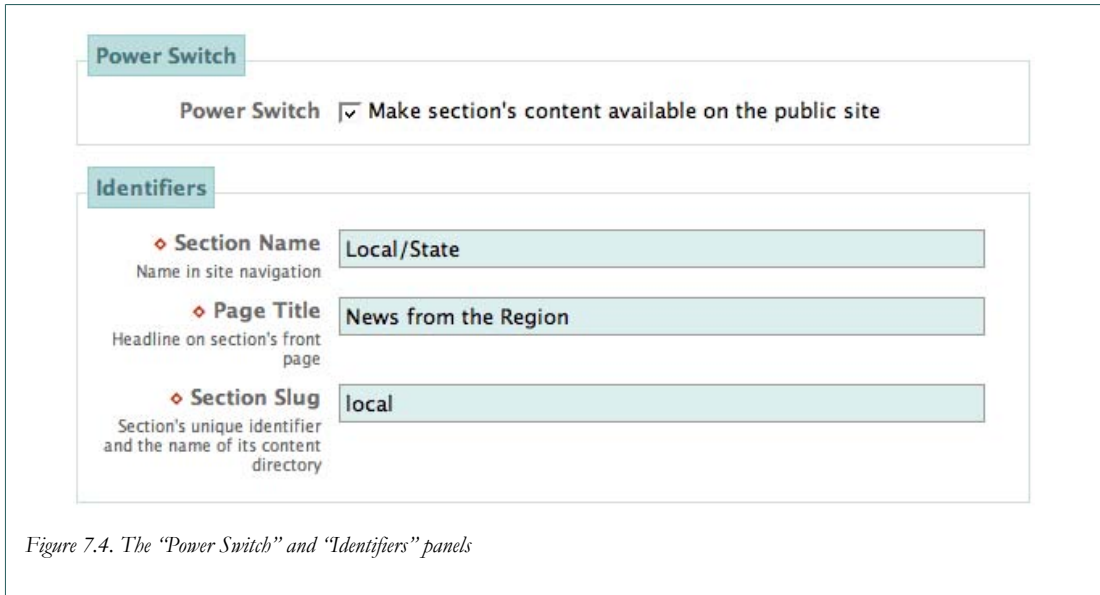 Power Switch
Power Switch Make section's content available on the public site
Identifiers
Section Name Local/State
Name in site navigation
Page Title News from the Region
Headline on section's front
page
Section Slug local
Section's unique identifier
and the name of its content
directory
Figure 7.4. The “Power Switch” and “Identifiers” panels